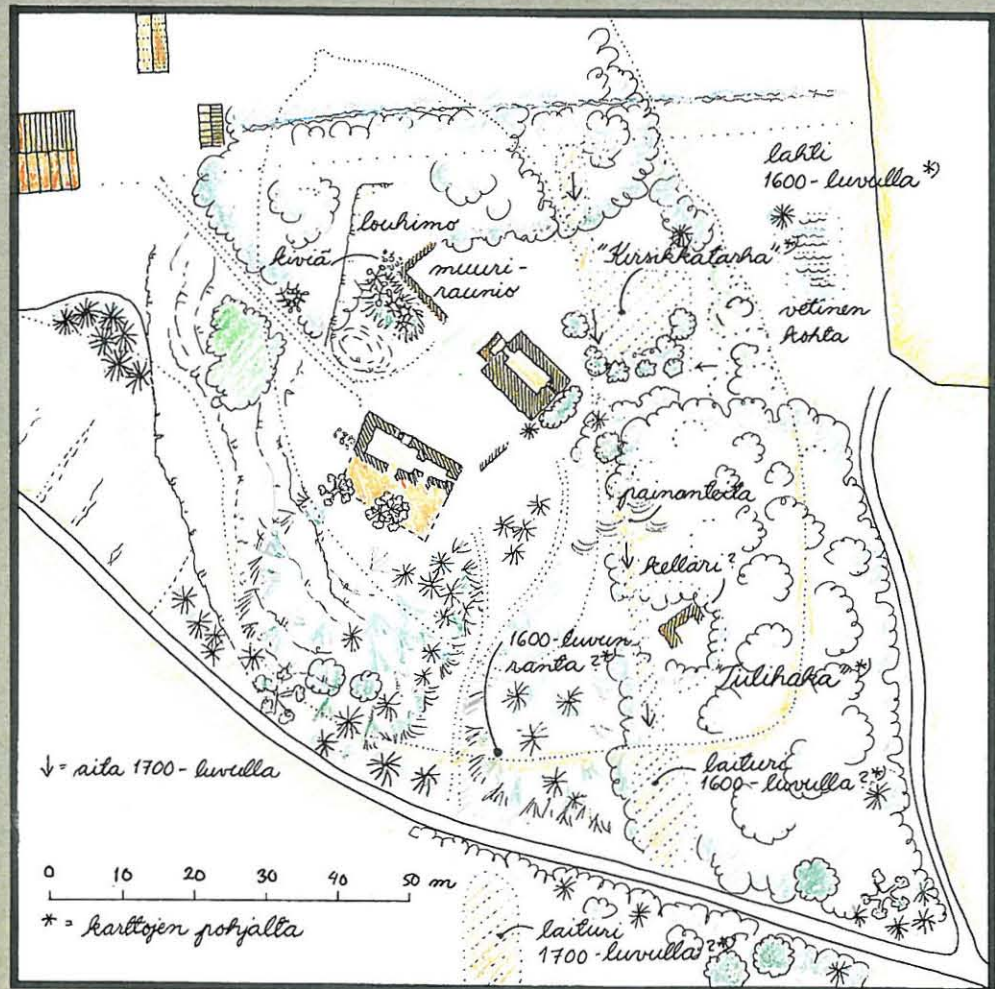 lahti
1600-luvulla *)
louhimo
kiviä
muuri-
raunio
"Kirsikkatarha" *)
vetinen
kohta
painanteita
kellari ?
1600-luvun
ranta ? *)
"Tulihaka" *)
laituri
1600-luvulla ? *)
↓ = aita 1700-luvulla
0 10 20 30 40 50 m
* = karttojen pohjalta
laituri
1700-luvulla ? *)